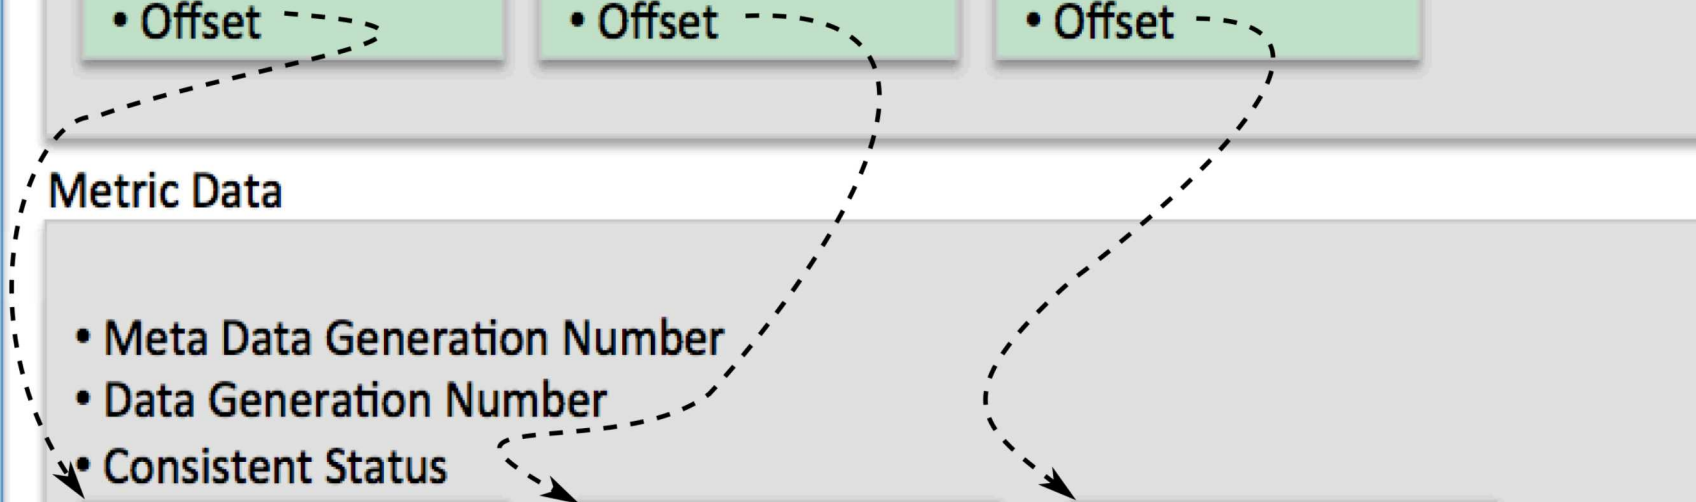 • Offset
• Offset
• Offset
Metric Data
• Meta Data Generation Number
• Data Generation Number
• Consistent Status